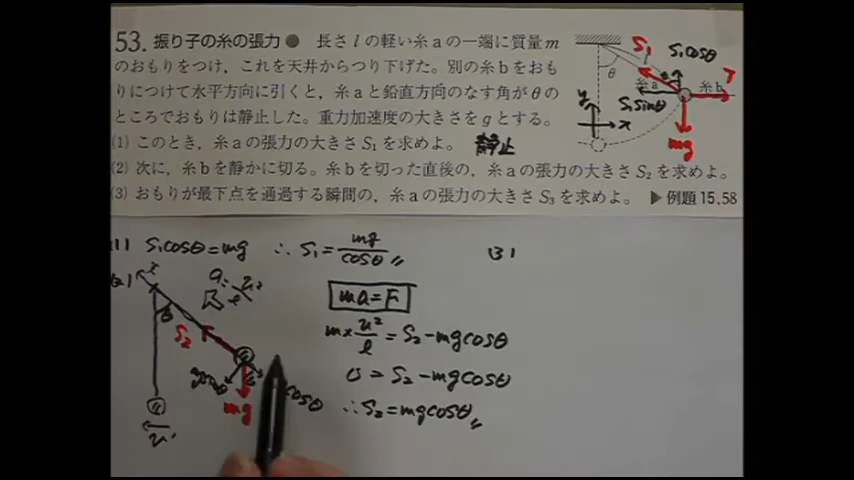 53. 振り子の糸の張力 ● 長さ l の軽い糸 a の一端に質量 m
のおもりをつけ，これを天井からつり下げた。別の糸 b をおも
りにつけて水平方向に引くと，糸 a と鉛直方向のなす角が θ の
ところでおもりは静止した。重力加速度の大きさを g とする。
(1) このとき，糸 a の張力の大きさ S₁ を求めよ。 静止
(2) 次に，糸 b を静かに切る。糸 b を切った直後の，糸 a の張力の大きさ S₂ を求めよ。
(3) おもりが最下点を通過する瞬間の，糸 a の張力の大きさ S₃ を求めよ。 ▶ 例題 15,58
S₁ S₁cosθ
θ θ
糸a 糸b T
S₁sinθ
y x
mg
(1) S₁cosθ = mg ∴ S₁ = mg/cosθ
(3)
ma = F
m × v²/l = S₂ - mgcosθ
0 = S₂ - mgcosθ
∴ S₂ = mgcosθ
θ
S₂
mg
cosθ
v